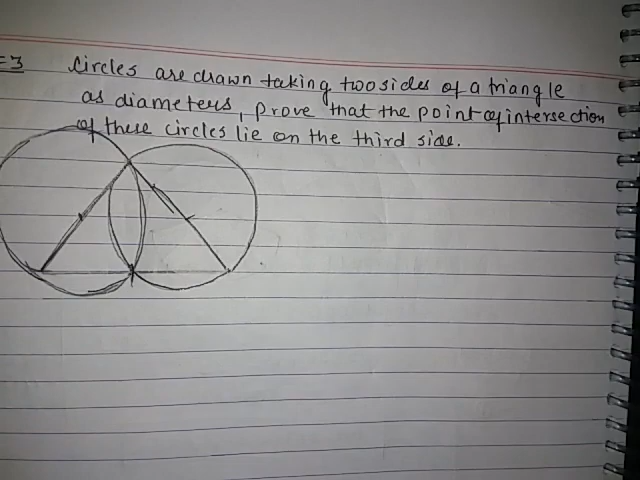 =3 Circles are drawn taking two sides of a triangle
as diameters, prove that the point of intersection
of these circles lie on the third side.